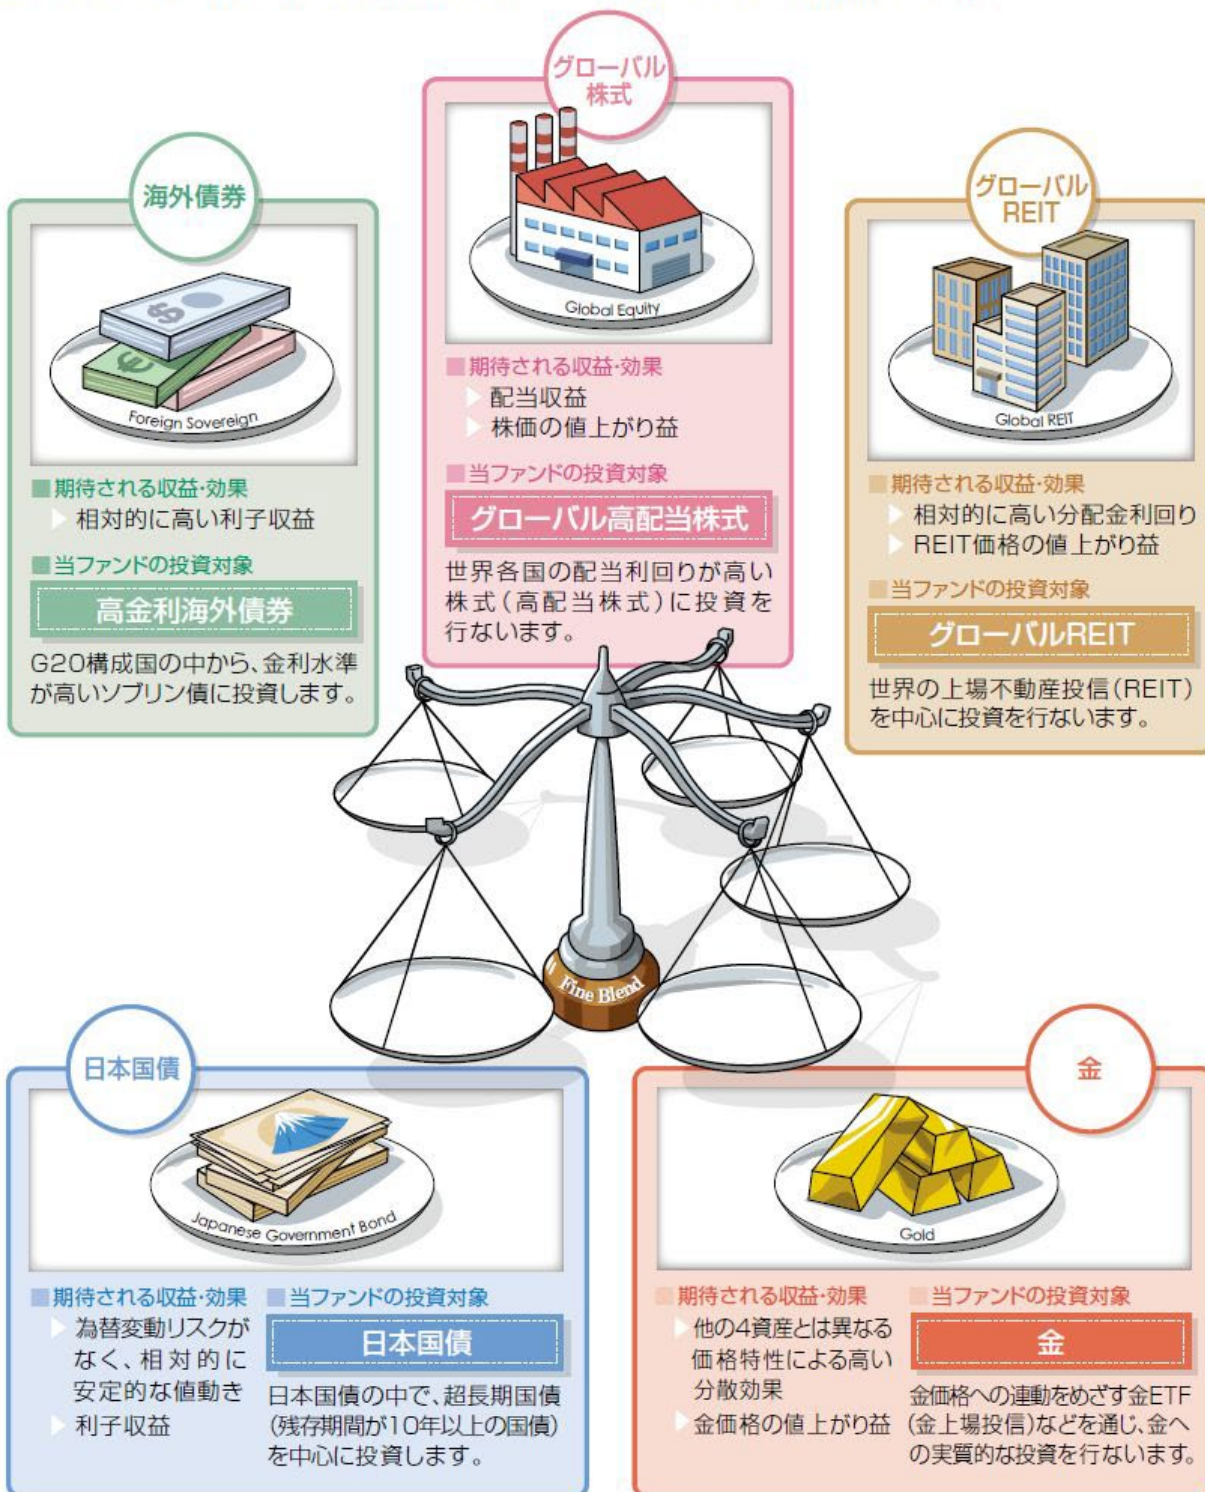 グローバル
株式
Global Equity
■期待される収益・効果
配当収益
株価の値上がり益
■当ファンドの投資対象
グローバル高配当株式
世界各国の配当利回りが高い
株式(高配当株式)に投資を
行ないます。
海外債券
Foreign Sovereign
■期待される収益・効果
相対的に高い利子収益
■当ファンドの投資対象
高金利海外債券
G20構成国の中から、金利水準
が高いソブリン債に投資します。
グローバル
REIT
Global REIT
■期待される収益・効果
相対的に高い分配金利回り
REIT価格の値上がり益
■当ファンドの投資対象
グローバルREIT
世界の上場不動産投信(REIT)
を中心に投資を行ないます。
Fine Blend
日本国債
Japanese Government Bond
■期待される収益・効果
為替変動リスクが
なく、相対的に
安定的な値動き
利子収益
■当ファンドの投資対象
日本国債
日本国債の中で、超長期国債
(残存期間が10年以上の国債)
を中心に投資します。
金
Gold
■期待される収益・効果
他の4資産とは異なる
価格特性による高い
分散効果
金価格の値上がり益
■当ファンドの投資対象
金
金価格への連動をめざす金ETF
(金上場投信)などを通じ、金へ
の実質的な投資を行ないます。